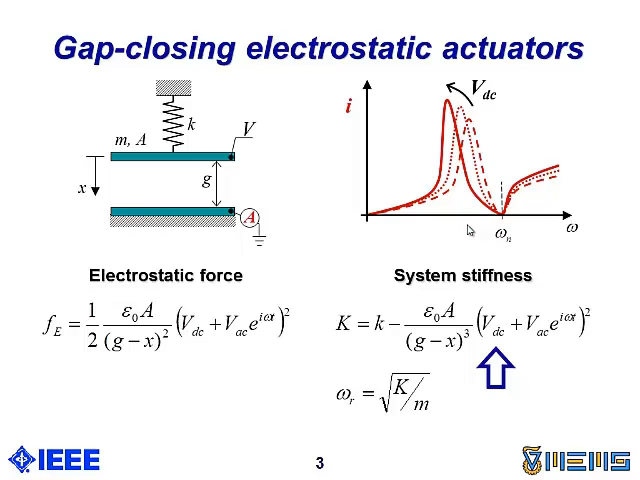 Gap-closing electrostatic actuators
k
m, A
V
x
g
A
i
V_dc
ω_n
ω
Electrostatic force
System stiffness
f_E = 1/2 ε_0 A/(g − x)^2 (V_dc + V_ac e^{iωt})^2
K = k − ε_0 A/(g − x)^3 (V_dc + V_ac e^{iωt})^2
ω_r = √(K/m)
IEEE
3
MEMS